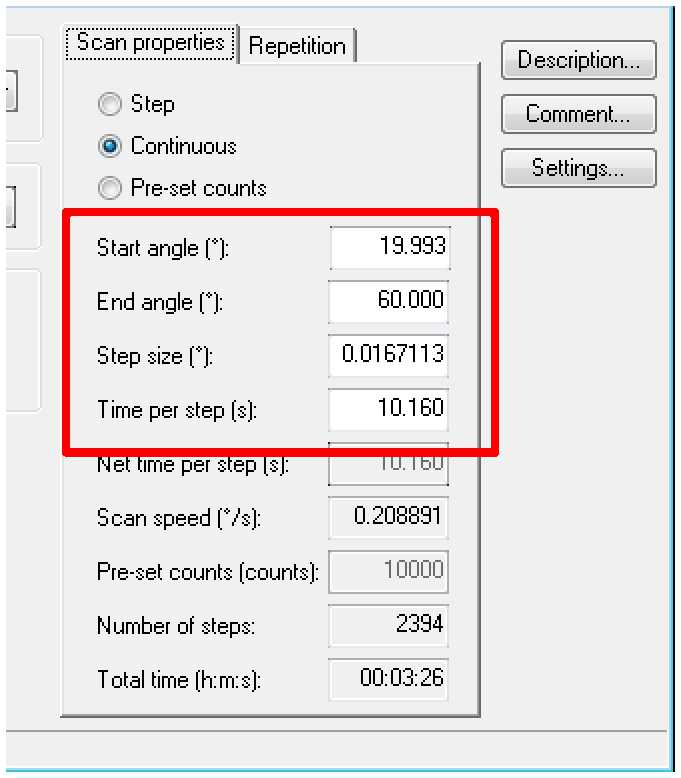 Scan properties Repetition
Description...
Step
Comment...
Continuous
Settings...
Pre-set counts
Start angle (°): 19.993
End angle (°): 60.000
Step size (°): 0.0167113
Time per step (s): 10.160
Net time per step (s): 10.160
Scan speed (°/s): 0.208891
Pre-set counts (counts): 10000
Number of steps: 2394
Total time (h:m:s): 00:03:26